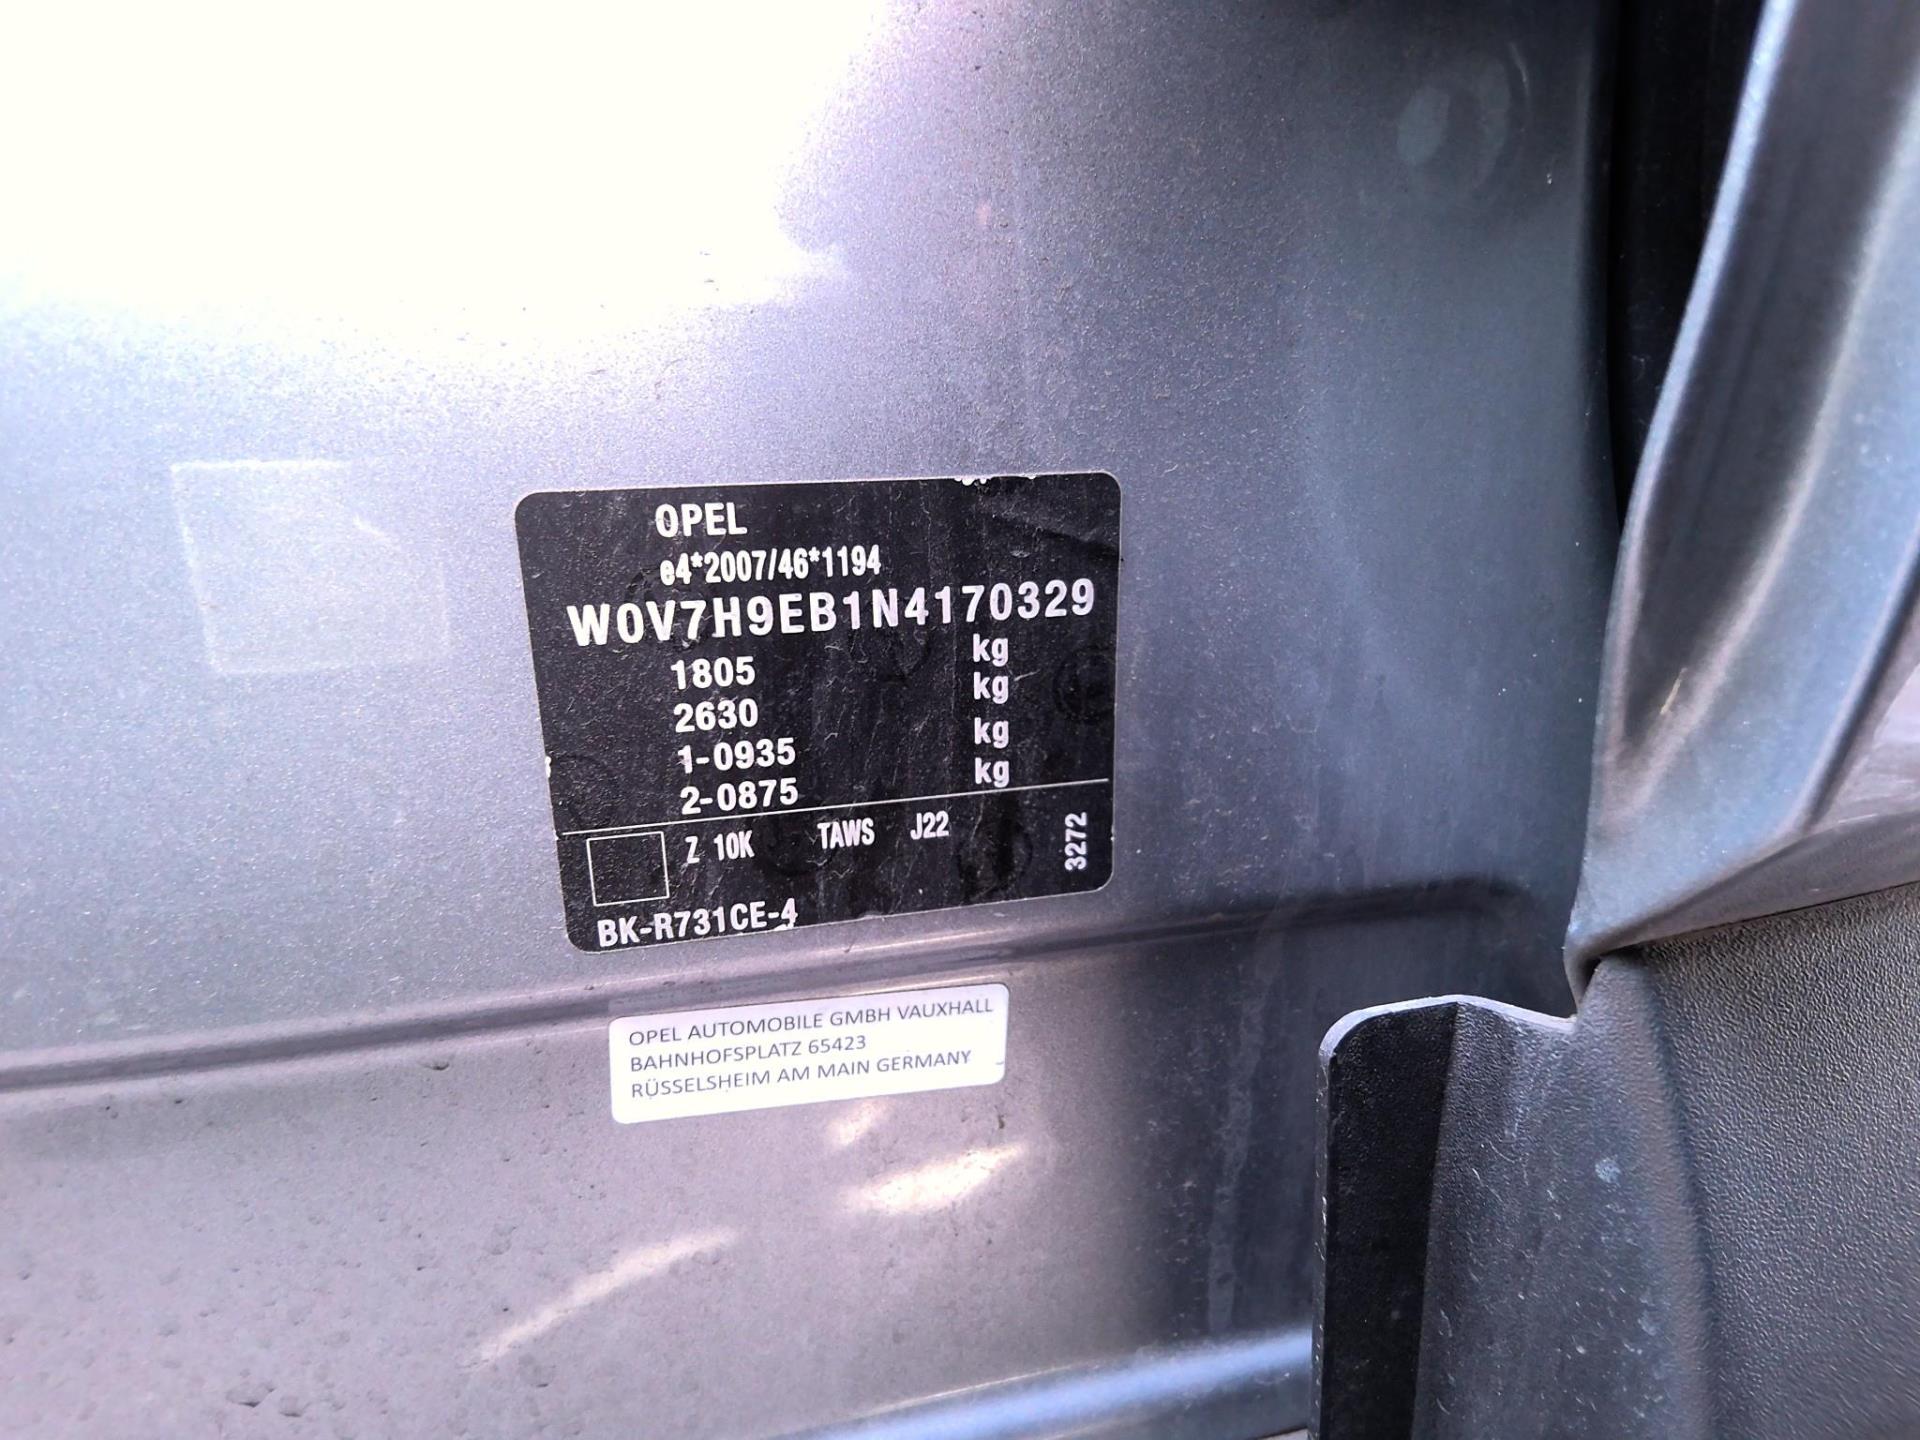 OPEL
e4*2007/46*1194
W0V7H9EB1N4170329
1805 kg
2630 kg
1-0935 kg
2-0875 kg
Z 10K TAWS J22 3272
BK-R731CE-4
OPEL AUTOMOBILE GMBH VAUXHALL
BAHNHOFSPLATZ 65423
RÜSSELSHEIM AM MAIN GERMANY